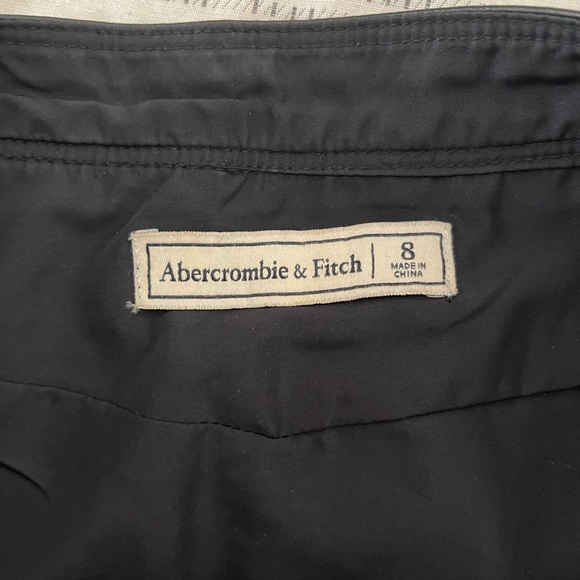 Abercrombie & Fitch | 8
MADE IN
CHINA